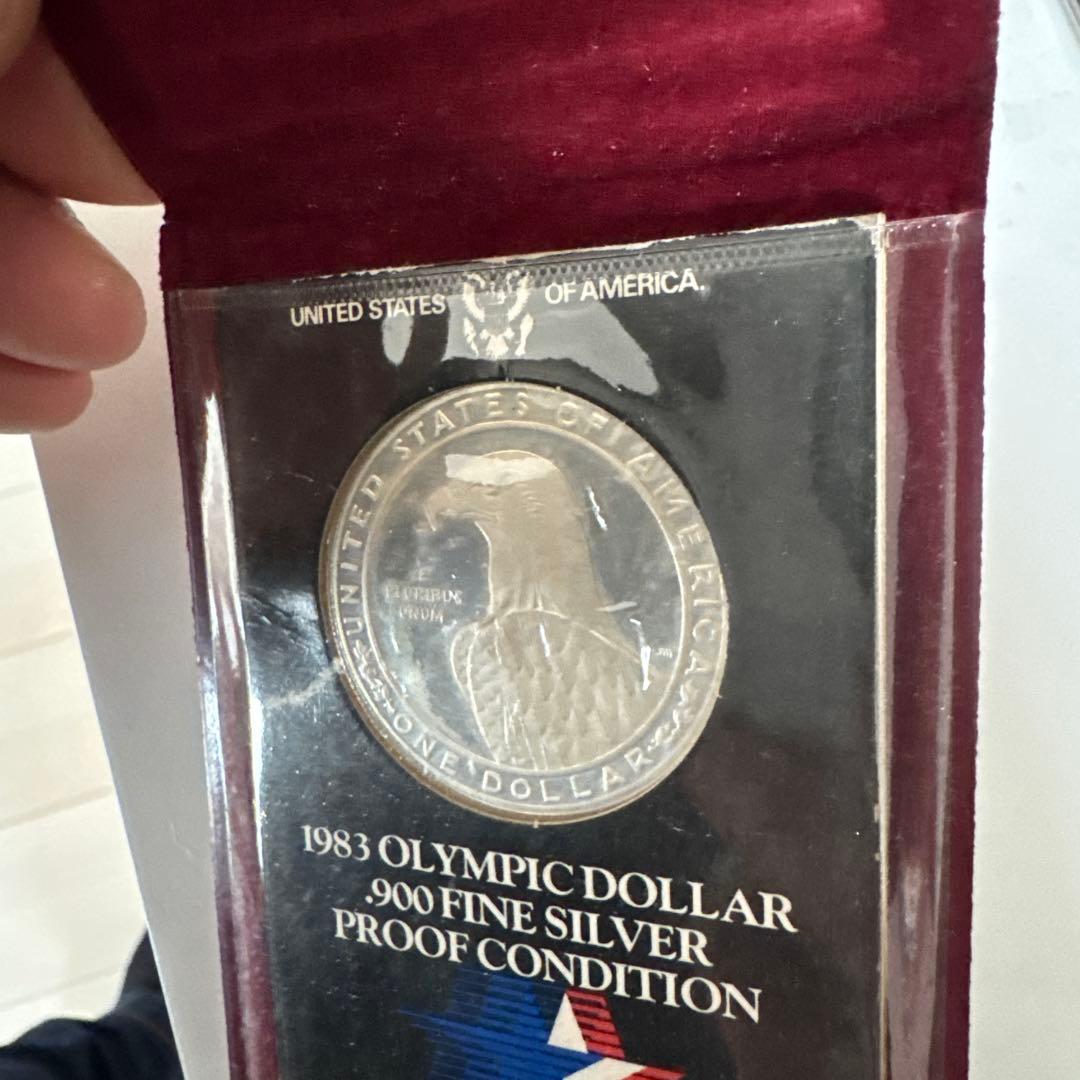 UNITED STATES OF AMERICA.
UNITED STATES OF AMERICA
E
PLURIBUS
UNUM
ONE DOLLAR
1983 OLYMPIC DOLLAR
.900 FINE SILVER
PROOF CONDITION